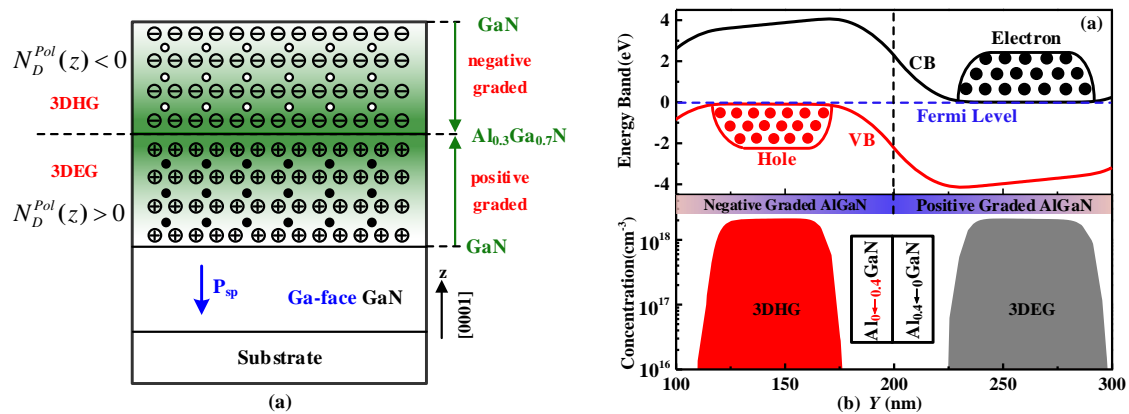 GaN
N_D^{Pol}(z)<0
negative
graded
3DHG
Al0.3Ga0.7N
3DEG
positive
graded
N_D^{Pol}(z)>0
GaN
Psp
Ga-face GaN
z
[0001]
Substrate
(a)
(a)
Energy Band (eV)
4
2
0
-2
-4
Electron
CB
Fermi Level
VB
Hole
Negative Graded AlGaN
Positive Graded AlGaN
Concentration(cm-3)
10^18
10^17
10^16
3DHG
Al0←0.4GaN
Al0.4←0GaN
3DEG
100
150
200
250
300
(b) Y (nm)